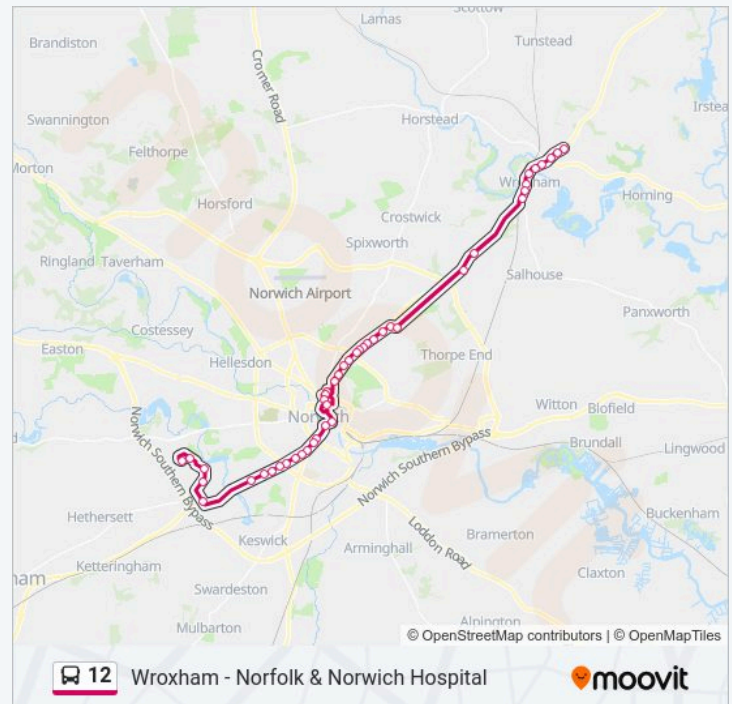 Lamas
Scottow
Brandiston
Tunstead
Cromer Road
Swannington
Horstead
Irstea
Felthorpe
Morton
Wroxham
Horsford
Horning
Crostwick
Spixworth
Ringland
Taverham
Salhouse
Norwich Airport
Panxworth
Costessey
Easton
Hellesdon
Thorpe End
Norwich
Witton
Blofield
Norwich Southern Bypass
Brundall
Lingwood
Norwich Southern Bypass
Hethersett
Buckenham
Keswick
Arminghall
Loddon Road
Bramerton
Ketteringham
Claxton
ham
Swardeston
Mulbarton
Alpington
© OpenStreetMap contributors | © OpenMapTiles
12 Wroxham - Norfolk & Norwich Hospital
moovit